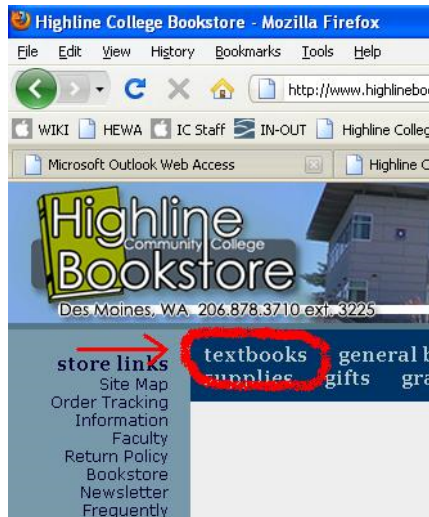 Highline College Bookstore - Mozilla Firefox
File Edit View History Bookmarks Tools Help
http://www.highlinebo
WIKI HEWA IC Staff IN-OUT Highline Colleg
Microsoft Outlook Web Access Highline C
Highline
Community College
Bookstore
Des Moines, WA 206.878.3710 ext. 3225
textbooks general b
supplies gifts gra
store links
Site Map
Order Tracking
Information
Faculty
Return Policy
Bookstore
Newsletter
Frequently